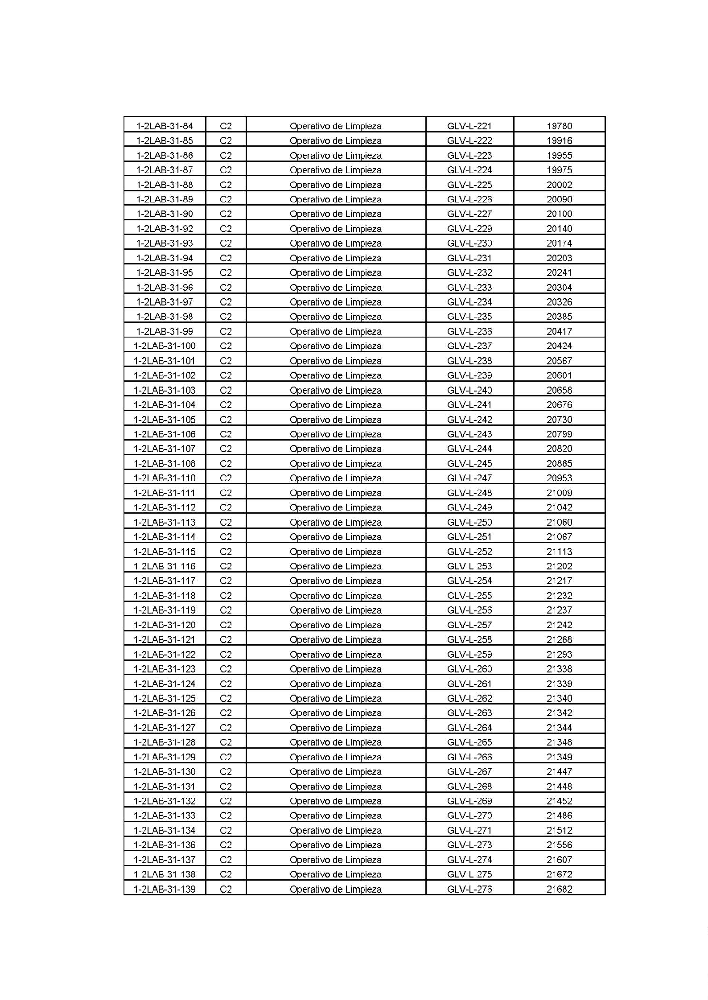 1-2LAB-31-84 C2 Operativo de Limpieza GLV-L-221 19780
1-2LAB-31-85 C2 Operativo de Limpieza GLV-L-222 19916
1-2LAB-31-86 C2 Operativo de Limpieza GLV-L-223 19955
1-2LAB-31-87 C2 Operativo de Limpieza GLV-L-224 19975
1-2LAB-31-88 C2 Operativo de Limpieza GLV-L-225 20002
1-2LAB-31-89 C2 Operativo de Limpieza GLV-L-226 20090
1-2LAB-31-90 C2 Operativo de Limpieza GLV-L-227 20100
1-2LAB-31-92 C2 Operativo de Limpieza GLV-L-229 20140
1-2LAB-31-93 C2 Operativo de Limpieza GLV-L-230 20174
1-2LAB-31-94 C2 Operativo de Limpieza GLV-L-231 20203
1-2LAB-31-95 C2 Operativo de Limpieza GLV-L-232 20241
1-2LAB-31-96 C2 Operativo de Limpieza GLV-L-233 20304
1-2LAB-31-97 C2 Operativo de Limpieza GLV-L-234 20326
1-2LAB-31-98 C2 Operativo de Limpieza GLV-L-235 20385
1-2LAB-31-99 C2 Operativo de Limpieza GLV-L-236 20417
1-2LAB-31-100 C2 Operativo de Limpieza GLV-L-237 20424
1-2LAB-31-101 C2 Operativo de Limpieza GLV-L-238 20567
1-2LAB-31-102 C2 Operativo de Limpieza GLV-L-239 20601
1-2LAB-31-103 C2 Operativo de Limpieza GLV-L-240 20658
1-2LAB-31-104 C2 Operativo de Limpieza GLV-L-241 20676
1-2LAB-31-105 C2 Operativo de Limpieza GLV-L-242 20730
1-2LAB-31-106 C2 Operativo de Limpieza GLV-L-243 20799
1-2LAB-31-107 C2 Operativo de Limpieza GLV-L-244 20820
1-2LAB-31-108 C2 Operativo de Limpieza GLV-L-245 20865
1-2LAB-31-110 C2 Operativo de Limpieza GLV-L-247 20953
1-2LAB-31-111 C2 Operativo de Limpieza GLV-L-248 21009
1-2LAB-31-112 C2 Operativo de Limpieza GLV-L-249 21042
1-2LAB-31-113 C2 Operativo de Limpieza GLV-L-250 21060
1-2LAB-31-114 C2 Operativo de Limpieza GLV-L-251 21067
1-2LAB-31-115 C2 Operativo de Limpieza GLV-L-252 21113
1-2LAB-31-116 C2 Operativo de Limpieza GLV-L-253 21202
1-2LAB-31-117 C2 Operativo de Limpieza GLV-L-254 21217
1-2LAB-31-118 C2 Operativo de Limpieza GLV-L-255 21232
1-2LAB-31-119 C2 Operativo de Limpieza GLV-L-256 21237
1-2LAB-31-120 C2 Operativo de Limpieza GLV-L-257 21242
1-2LAB-31-121 C2 Operativo de Limpieza GLV-L-258 21268
1-2LAB-31-122 C2 Operativo de Limpieza GLV-L-259 21293
1-2LAB-31-123 C2 Operativo de Limpieza GLV-L-260 21338
1-2LAB-31-124 C2 Operativo de Limpieza GLV-L-261 21339
1-2LAB-31-125 C2 Operativo de Limpieza GLV-L-262 21340
1-2LAB-31-126 C2 Operativo de Limpieza GLV-L-263 21342
1-2LAB-31-127 C2 Operativo de Limpieza GLV-L-264 21344
1-2LAB-31-128 C2 Operativo de Limpieza GLV-L-265 21348
1-2LAB-31-129 C2 Operativo de Limpieza GLV-L-266 21349
1-2LAB-31-130 C2 Operativo de Limpieza GLV-L-267 21447
1-2LAB-31-131 C2 Operativo de Limpieza GLV-L-268 21448
1-2LAB-31-132 C2 Operativo de Limpieza GLV-L-269 21452
1-2LAB-31-133 C2 Operativo de Limpieza GLV-L-270 21486
1-2LAB-31-134 C2 Operativo de Limpieza GLV-L-271 21512
1-2LAB-31-136 C2 Operativo de Limpieza GLV-L-273 21556
1-2LAB-31-137 C2 Operativo de Limpieza GLV-L-274 21607
1-2LAB-31-138 C2 Operativo de Limpieza GLV-L-275 21672
1-2LAB-31-139 C2 Operativo de Limpieza GLV-L-276 21682